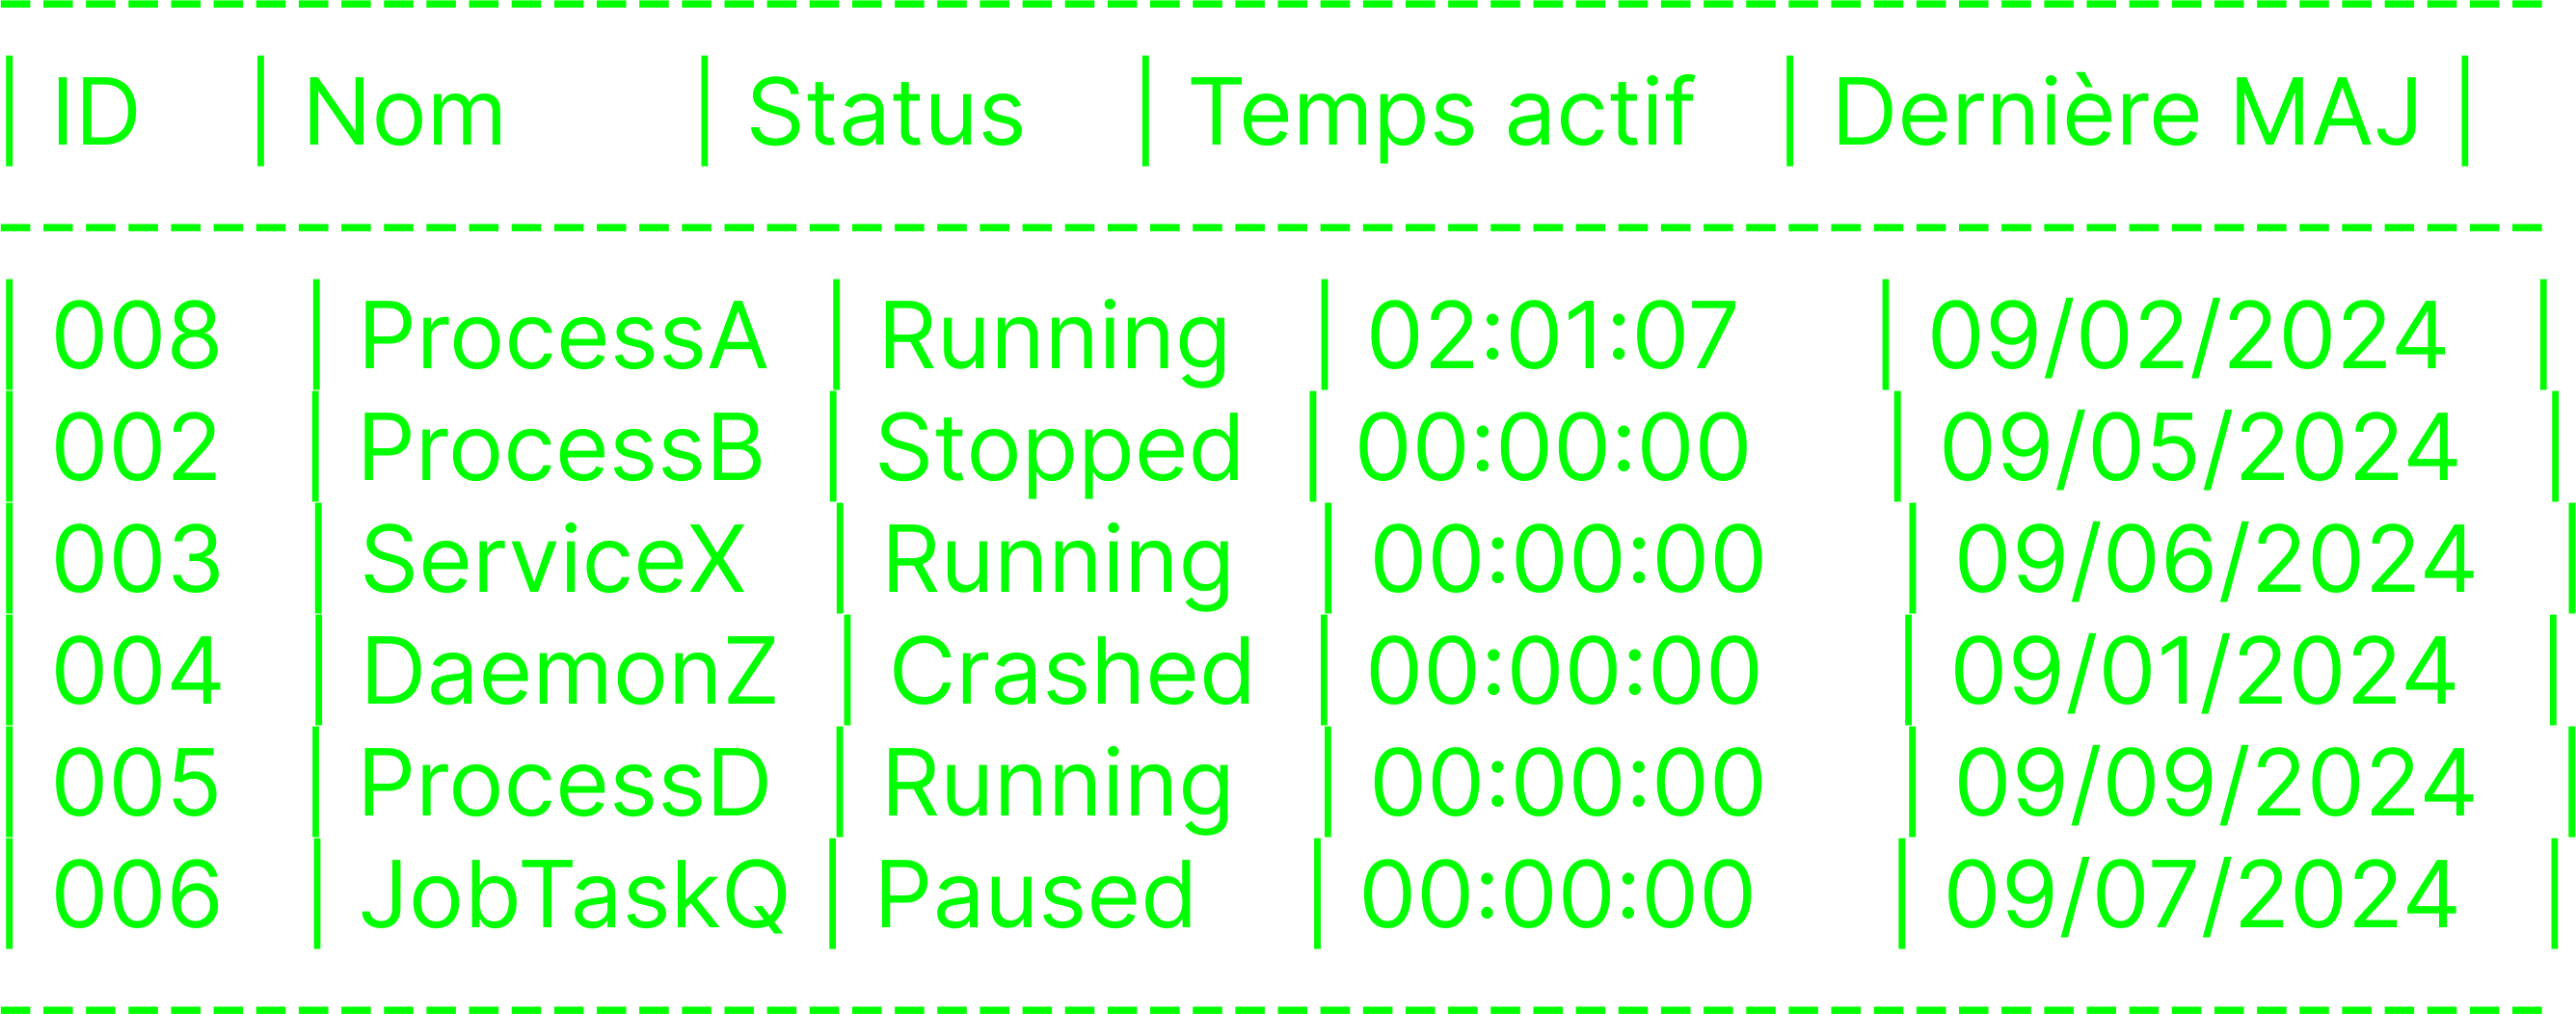 ------------------------------------------------------------
| ID | Nom | Status | Temps actif | Dernière MAJ |
------------------------------------------------------------
| 008 | ProcessA | Running | 02:01:07 | 09/02/2024 |
| 002 | ProcessB | Stopped | 00:00:00 | 09/05/2024 |
| 003 | ServiceX | Running | 00:00:00 | 09/06/2024 |
| 004 | DaemonZ | Crashed | 00:00:00 | 09/01/2024 |
| 005 | ProcessD | Running | 00:00:00 | 09/09/2024 |
| 006 | JobTaskQ | Paused | 00:00:00 | 09/07/2024 |
------------------------------------------------------------